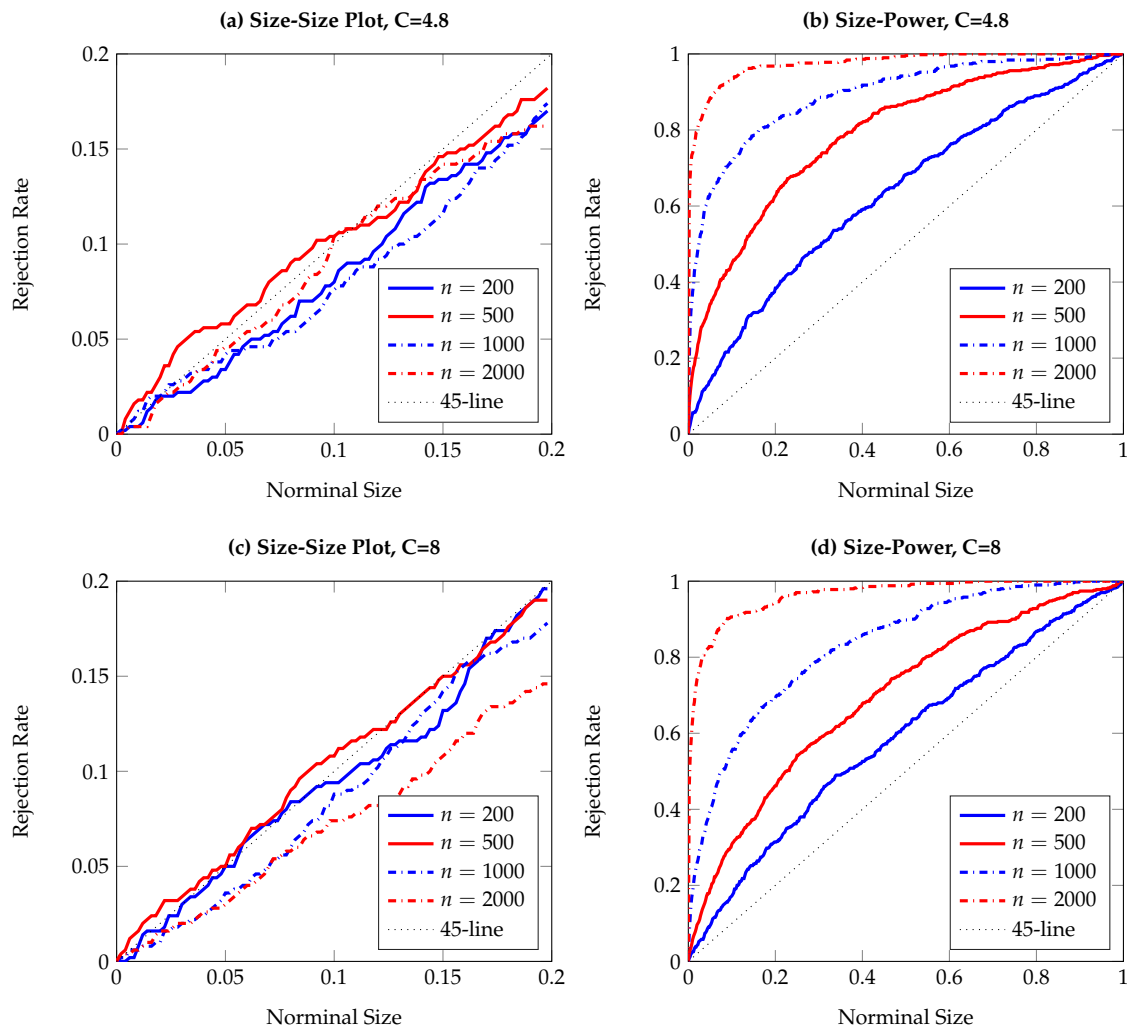 (a) Size-Size Plot, C=4.8
0.2
0.15
0.1
0.05
0
Rejection Rate
0
0.05
0.1
0.15
0.2
Norminal Size
n = 200
n = 500
n = 1000
n = 2000
45-line
(b) Size-Power, C=4.8
1
0.8
0.6
0.4
0.2
0
Rejection Rate
0
0.2
0.4
0.6
0.8
1
Norminal Size
n = 200
n = 500
n = 1000
n = 2000
45-line
(c) Size-Size Plot, C=8
0.2
0.15
0.1
0.05
0
Rejection Rate
0
0.05
0.1
0.15
0.2
Norminal Size
n = 200
n = 500
n = 1000
n = 2000
45-line
(d) Size-Power, C=8
1
0.8
0.6
0.4
0.2
0
Rejection Rate
0
0.2
0.4
0.6
0.8
1
Norminal Size
n = 200
n = 500
n = 1000
n = 2000
45-line